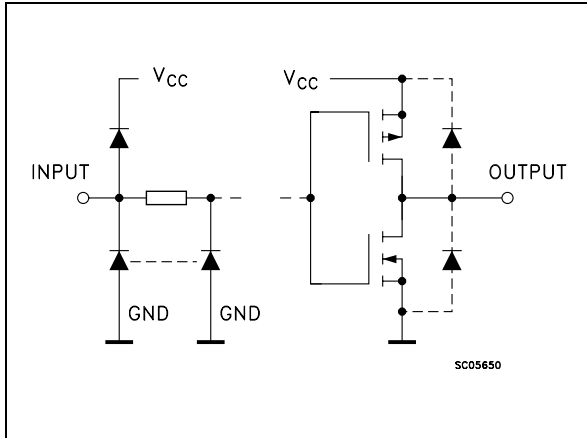 VCC
VCC
INPUT
OUTPUT
GND
GND
SC05650